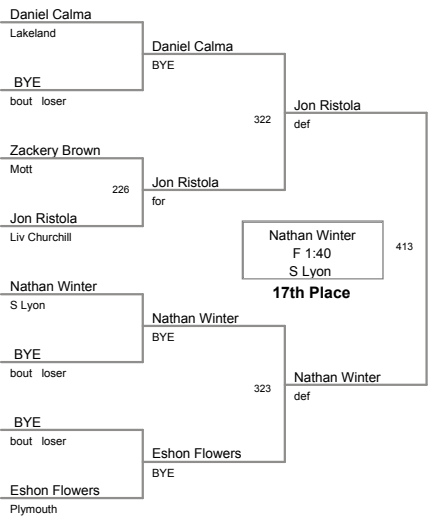 Daniel Calma
Lakeland
Daniel Calma
BYE
BYE
bout loser
322
Jon Ristola
def
Zackery Brown
Mott
226
Jon Ristola
for
Jon Ristola
Liv Churchill
Nathan Winter
F 1:40
S Lyon
413
17th Place
Nathan Winter
S Lyon
Nathan Winter
BYE
BYE
bout loser
323
Nathan Winter
def
BYE
bout loser
Eshon Flowers
BYE
Eshon Flowers
Plymouth